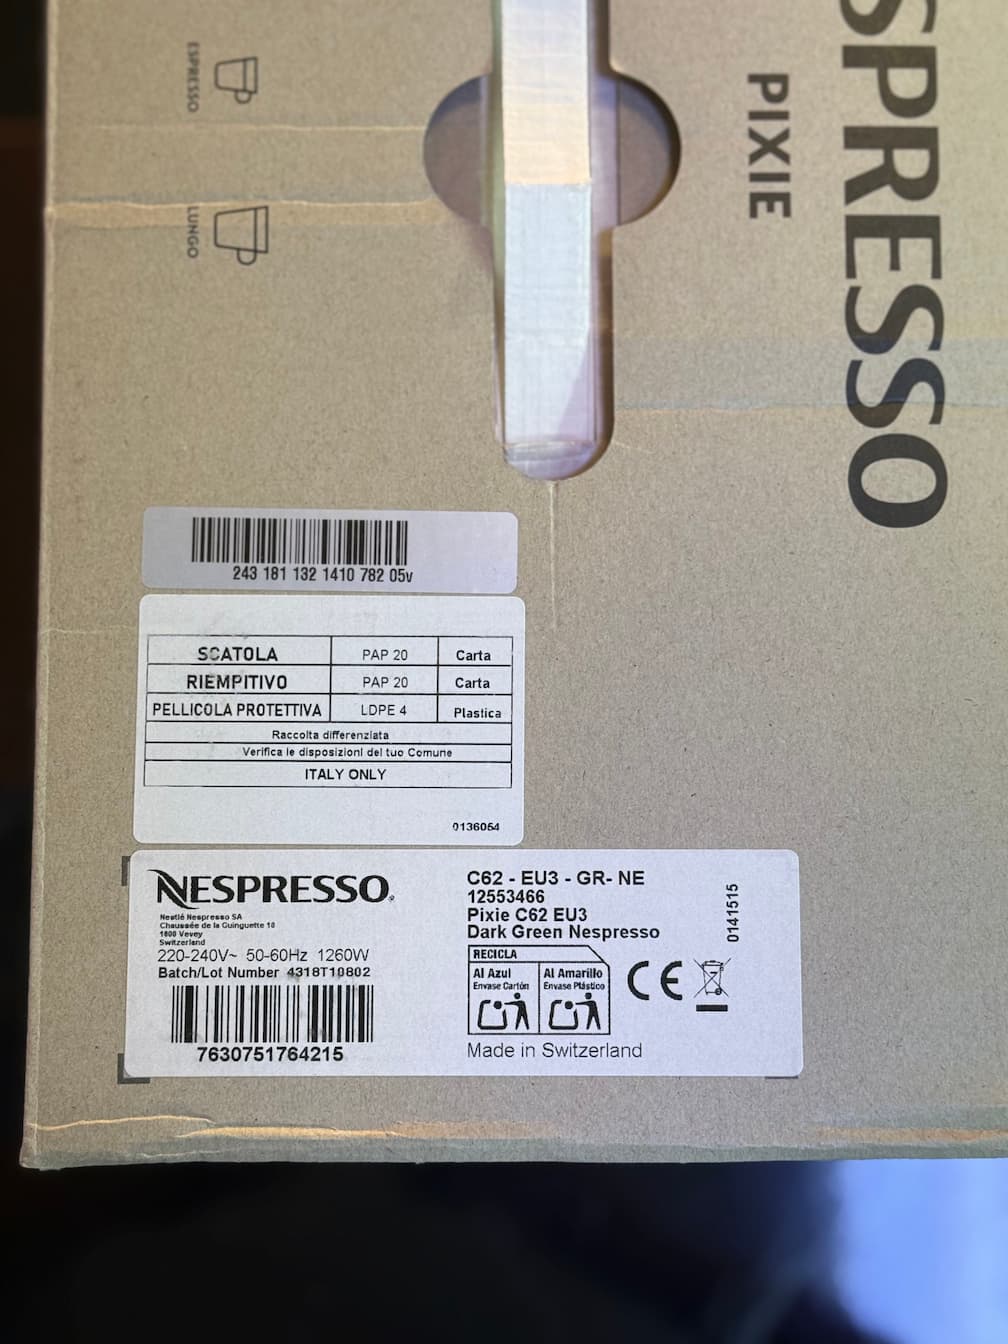 ESPRESSO
LUNGO
PIXIE
SPRESSO
243 181 132 1410 782 05v
SCATOLA PAP 20 Carta
RIEMPITIVO PAP 20 Carta
PELLICOLA PROTETTIVA LDPE 4 Plastica
Raccolta differenziata
Verifica le disposizioni del tuo Comune
ITALY ONLY
0136054
NESPRESSO.
Nestlé Nespresso SA
Chaussée de la Guinguette 10
1800 Vevey
Switzerland
220-240V~ 50-60Hz 1260W
Batch/Lot Number 4318T10802
7630751764215
C62 - EU3 - GR- NE
12553466
Pixie C62 EU3
Dark Green Nespresso
0141515
RECICLA
Al Azul
Envase Cartón
Al Amarillo
Envase Plástico
CE
Made in Switzerland